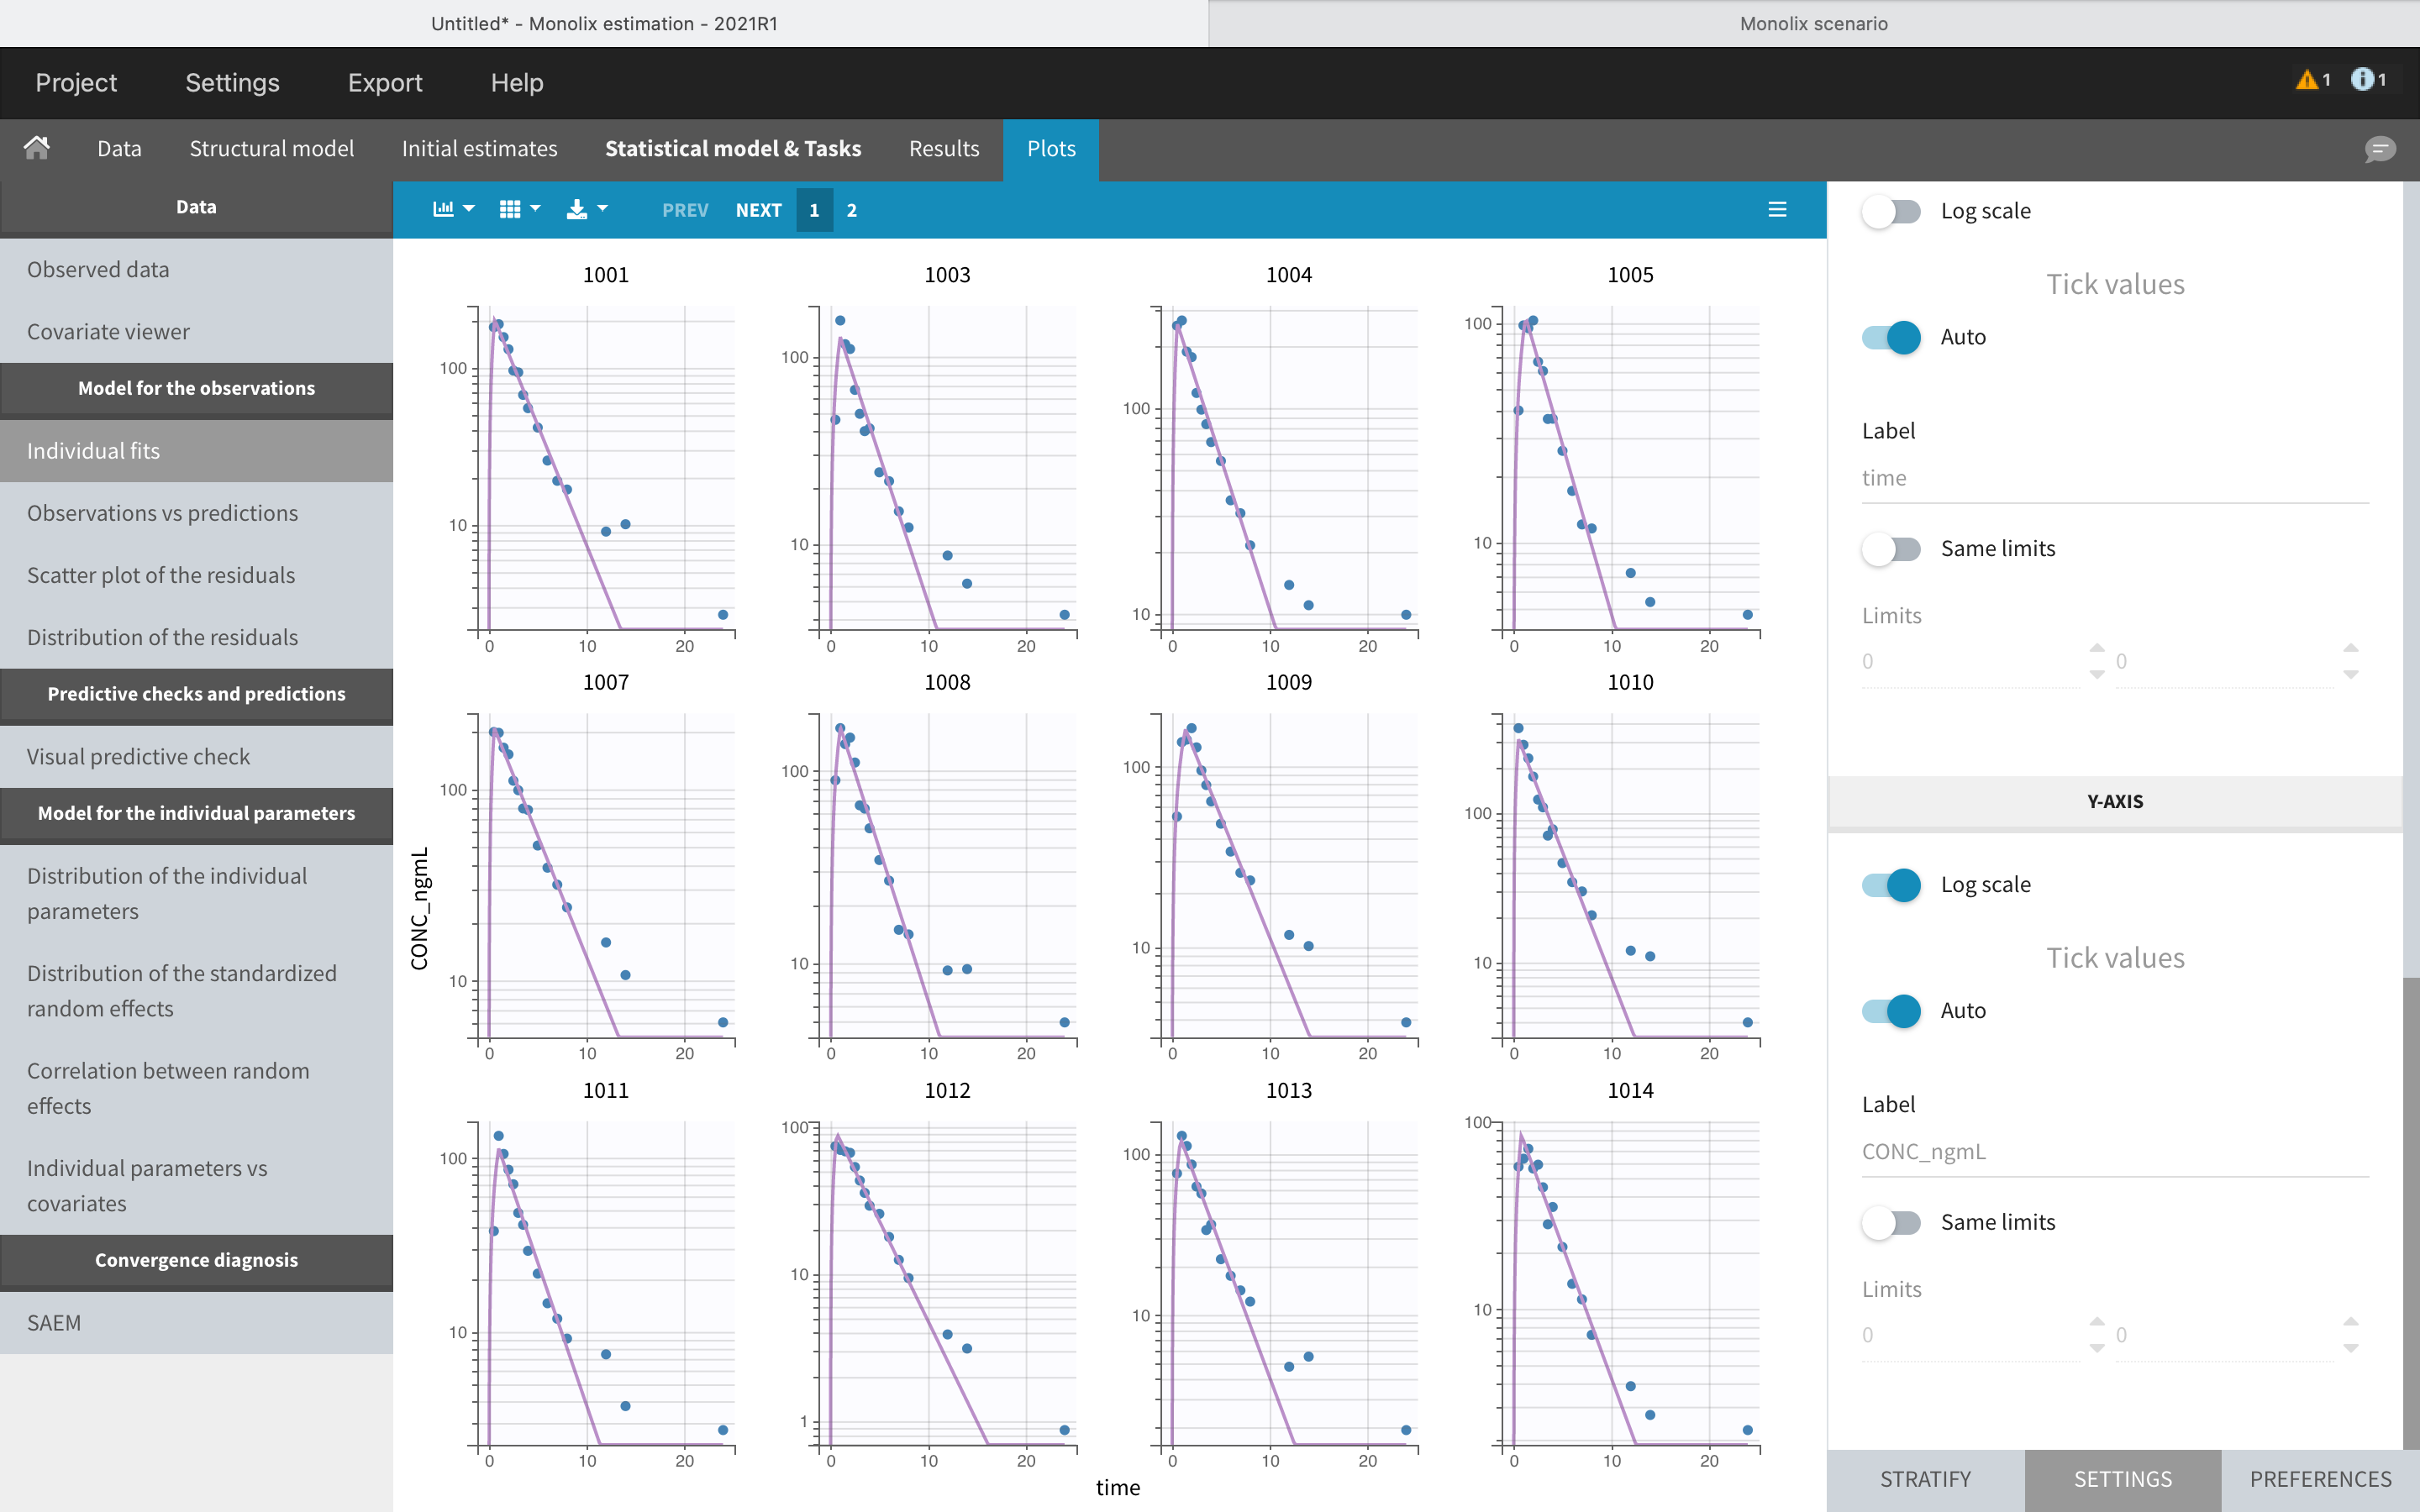 Untitled* - Monolix estimation - 2021R1
Monolix scenario
Project Settings Export Help
1 1
Data Structural model Initial estimates Statistical model & Tasks Results Plots
Data
Observed data
Covariate viewer
Model for the observations
Individual fits
Observations vs predictions
Scatter plot of the residuals
Distribution of the residuals
Predictive checks and predictions
Visual predictive check
Model for the individual parameters
Distribution of the individual
parameters
Distribution of the standardized
random effects
Correlation between random
effects
Individual parameters vs
covariates
Convergence diagnosis
SAEM
PREV NEXT 1 2
1001 1003 1004 1005
100 100 100 100
10 10 10 10
0 10 20 0 10 20 0 10 20 0 10 20
1007 1008 1009 1010
100 100 100 100
10 10 10 10
0 10 20 0 10 20 0 10 20 0 10 20
1011 1012 1013 1014
100 100 100 100
10 10 10 10
1
0 10 20 0 10 20 0 10 20 0 10 20
CONC_ngmL
time
Log scale
Tick values
Auto
Label
time
Same limits
Limits
0 0
Y-AXIS
Log scale
Tick values
Auto
Label
CONC_ngmL
Same limits
Limits
0 0
STRATIFY SETTINGS PREFERENCES